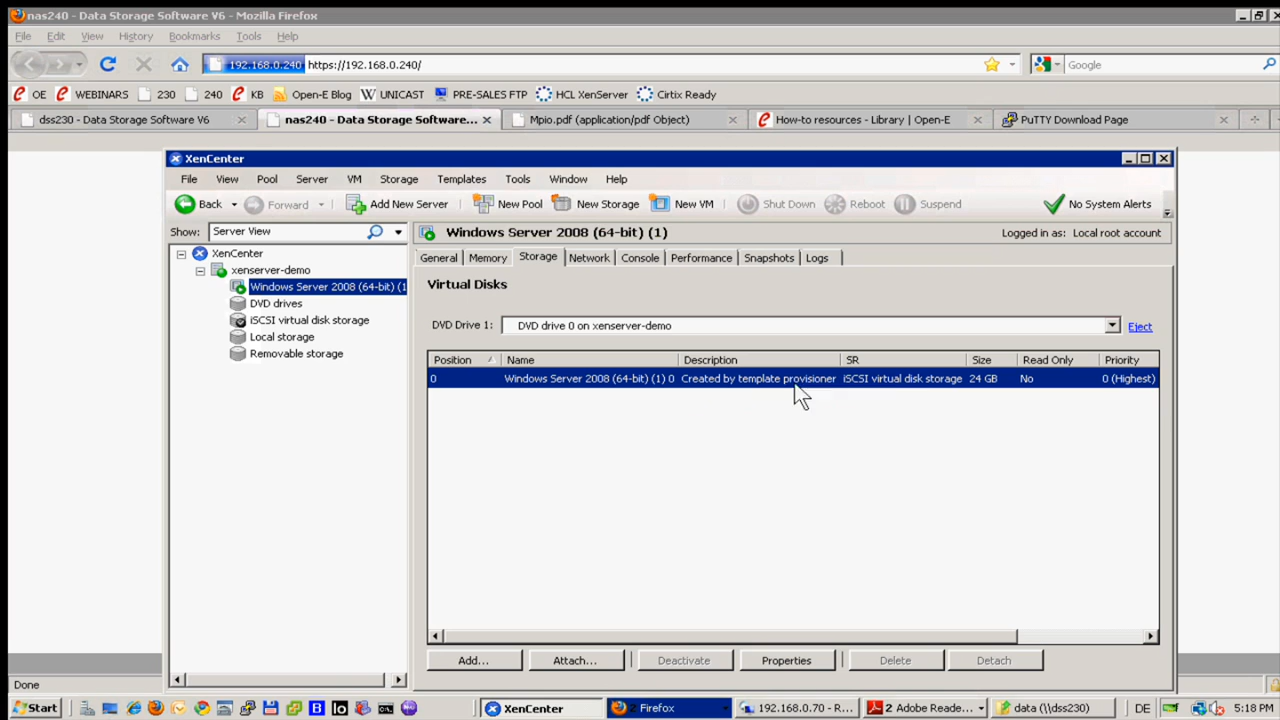 nas240 - Data Storage Software V6 - Mozilla Firefox
File Edit View History Bookmarks Tools Help
192.168.0.240 https://192.168.0.240/ Google
OE WEBINARS 230 240 KB Open-E Blog UNICAST PRE-SALES FTP HCL XenServer Cirtix Ready
dss230 - Data Storage Software V6 nas240 - Data Storage Software... Mpio.pdf (application/pdf Object) How-to resources - Library | Open-E PuTTY Download Page
XenCenter
File View Pool Server VM Storage Templates Tools Window Help
Back Forward Add New Server New Pool New Storage New VM Shut Down Reboot Suspend No System Alerts
Show: Server View Windows Server 2008 (64-bit) (1) Logged in as: Local root account
XenCenter
xenserver-demo
Windows Server 2008 (64-bit) (1
DVD drives
iSCSI virtual disk storage
Local storage
Removable storage
General Memory Storage Network Console Performance Snapshots Logs
Virtual Disks
DVD Drive 1: DVD drive 0 on xenserver-demo Eject
Position Name Description SR Size Read Only Priority
0 Windows Server 2008 (64-bit) (1) 0 Created by template provisioner iSCSI virtual disk storage 24 GB No 0 (Highest)
Add... Attach... Deactivate Properties Delete Detach
Done
Start XenCenter 2 Firefox 192.168.0.70 - R... 2 Adobe Reade... data (\\dss230) DE 5:18 PM